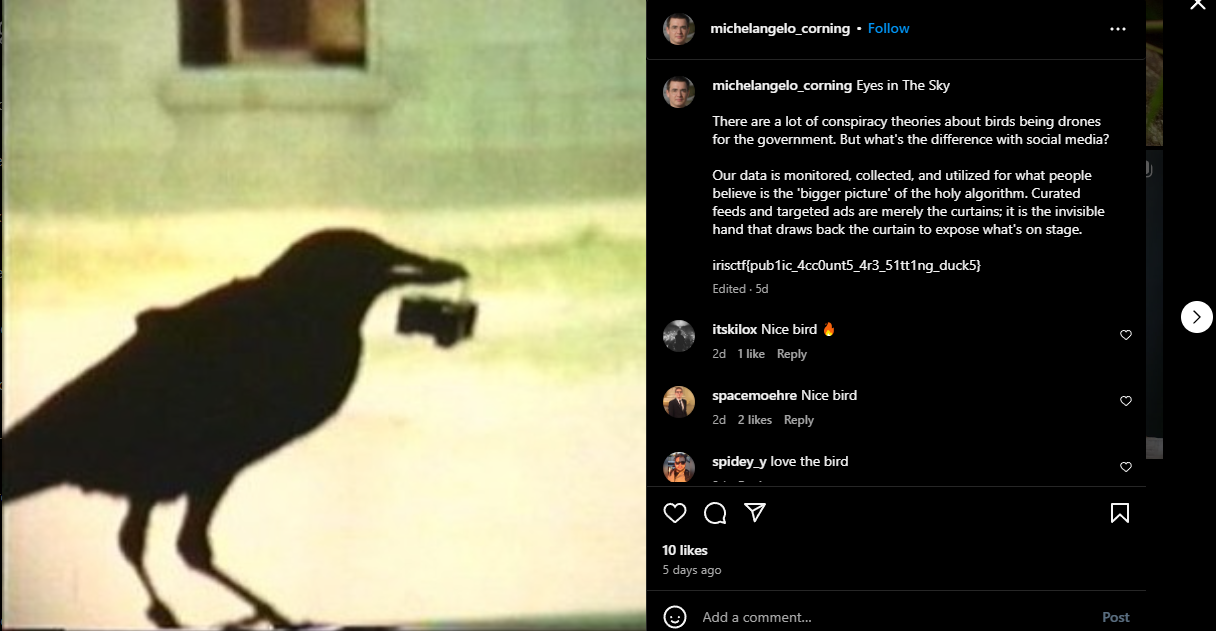 michelangelo_corning • Follow
michelangelo_corning Eyes in The Sky
There are a lot of conspiracy theories about birds being drones
for the government. But what's the difference with social media?
Our data is monitored, collected, and utilized for what people
believe is the 'bigger picture' of the holy algorithm. Curated
feeds and targeted ads are merely the curtains; it is the invisible
hand that draws back the curtain to expose what's on stage.
irisctf{pub1ic_4cc0unt5_4r3_51tt1ng_duck5}
Edited · 5d
itskilox Nice bird 🔥
2d 1 like Reply
spacemoehre Nice bird
2d 2 likes Reply
spidey_y love the bird
10 likes
5 days ago
Add a comment...
Post